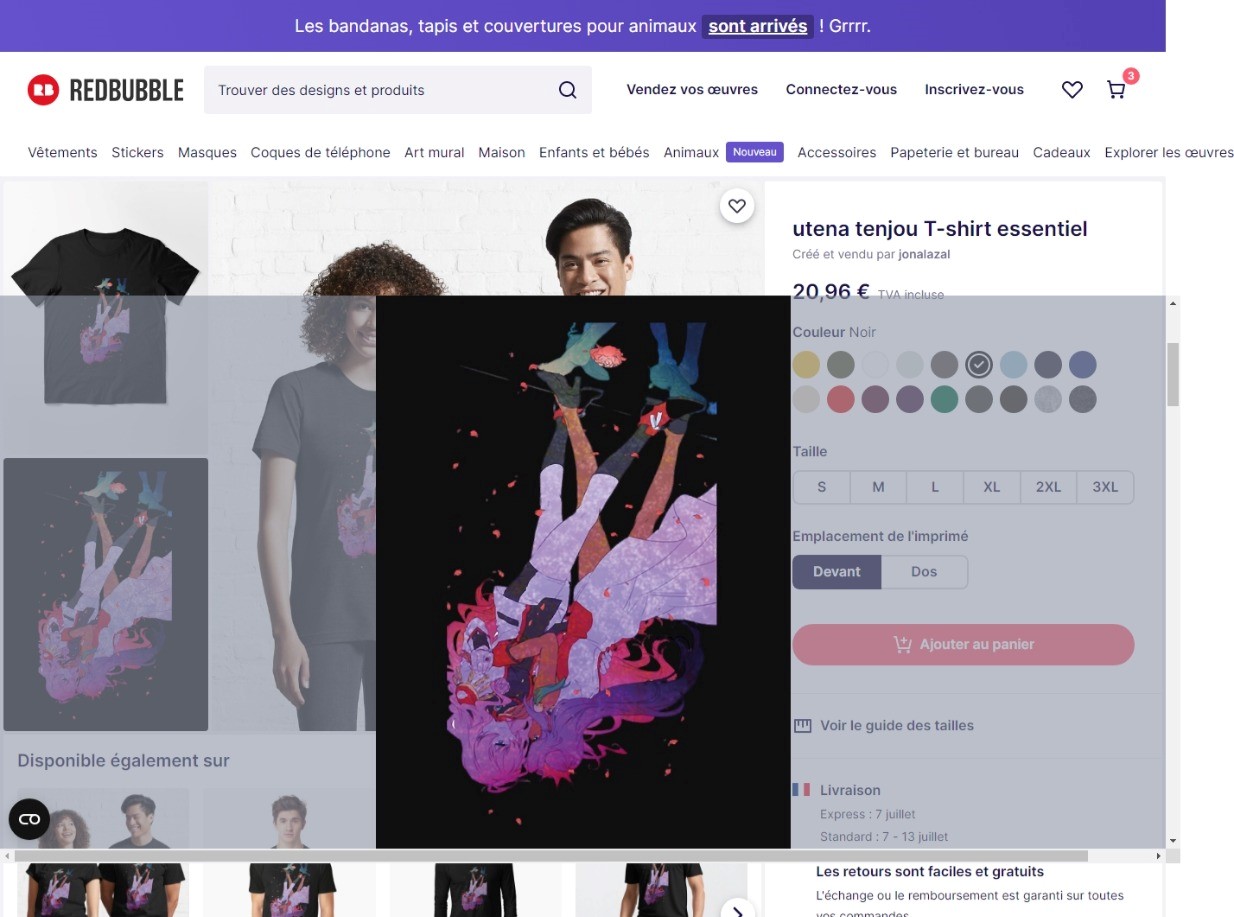 Les bandanas, tapis et couvertures pour animaux sont arrivés ! Grrrr.
RB REDBUBBLE
Trouver des designs et produits
Vendez vos œuvres
Connectez-vous
Inscrivez-vous
3
Vêtements Stickers Masques Coques de téléphone Art mural Maison Enfants et bébés Animaux Nouveau Accessoires Papeterie et bureau Cadeaux Explorer les œuvres
utena tenjou T-shirt essentiel
Créé et vendu par jonalazal
20,96 € TVA incluse
Couleur Noir
Taille
S M L XL 2XL 3XL
Emplacement de l'imprimé
Devant Dos
Ajouter au panier
Voir le guide des tailles
Disponible également sur
Livraison
Express : 7 juillet
Standard : 7 - 13 juillet
Les retours sont faciles et gratuits
L'échange ou le remboursement est garanti sur toutes
vos commandes